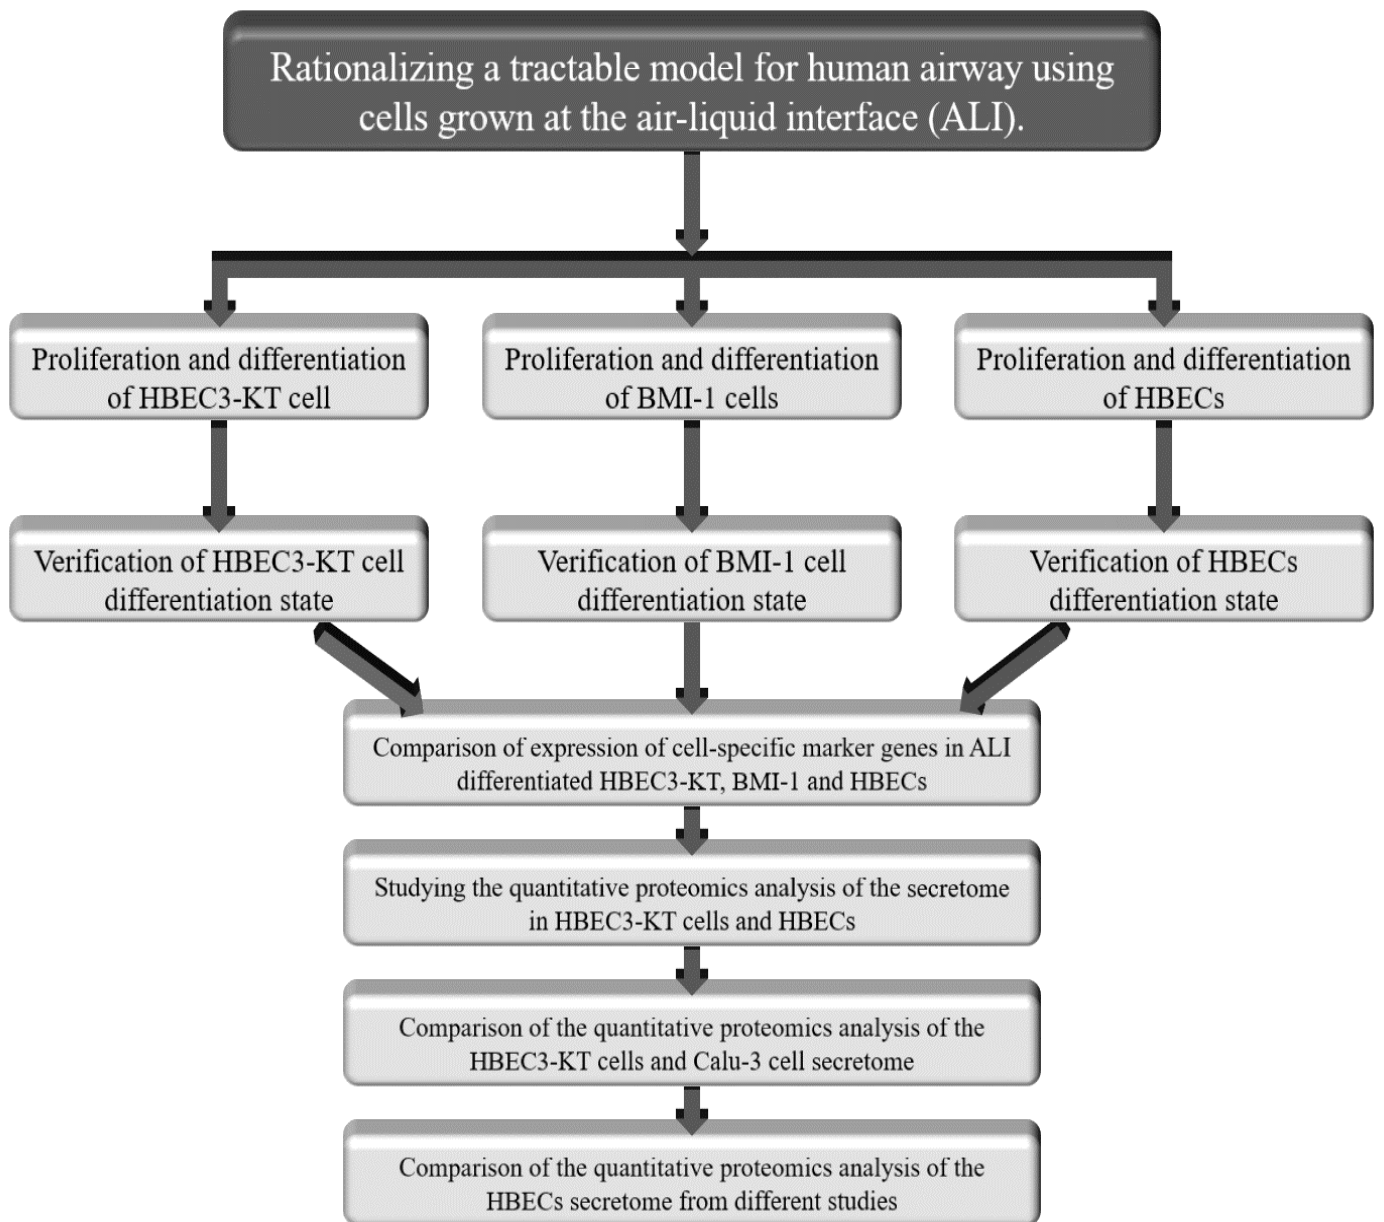 Rationalizing a tractable model for human airway using
cells grown at the air-liquid interface (ALI).
Proliferation and differentiation
of HBEC3-KT cell
Proliferation and differentiation
of BMI-1 cells
Proliferation and differentiation
of HBECs
Verification of HBEC3-KT cell
differentiation state
Verification of BMI-1 cell
differentiation state
Verification of HBECs
differentiation state
Comparison of expression of cell-specific marker genes in ALI
differentiated HBEC3-KT, BMI-1 and HBECs
Studying the quantitative proteomics analysis of the secretome
in HBEC3-KT cells and HBECs
Comparison of the quantitative proteomics analysis of the
HBEC3-KT cells and Calu-3 cell secretome
Comparison of the quantitative proteomics analysis of the
HBECs secretome from different studies